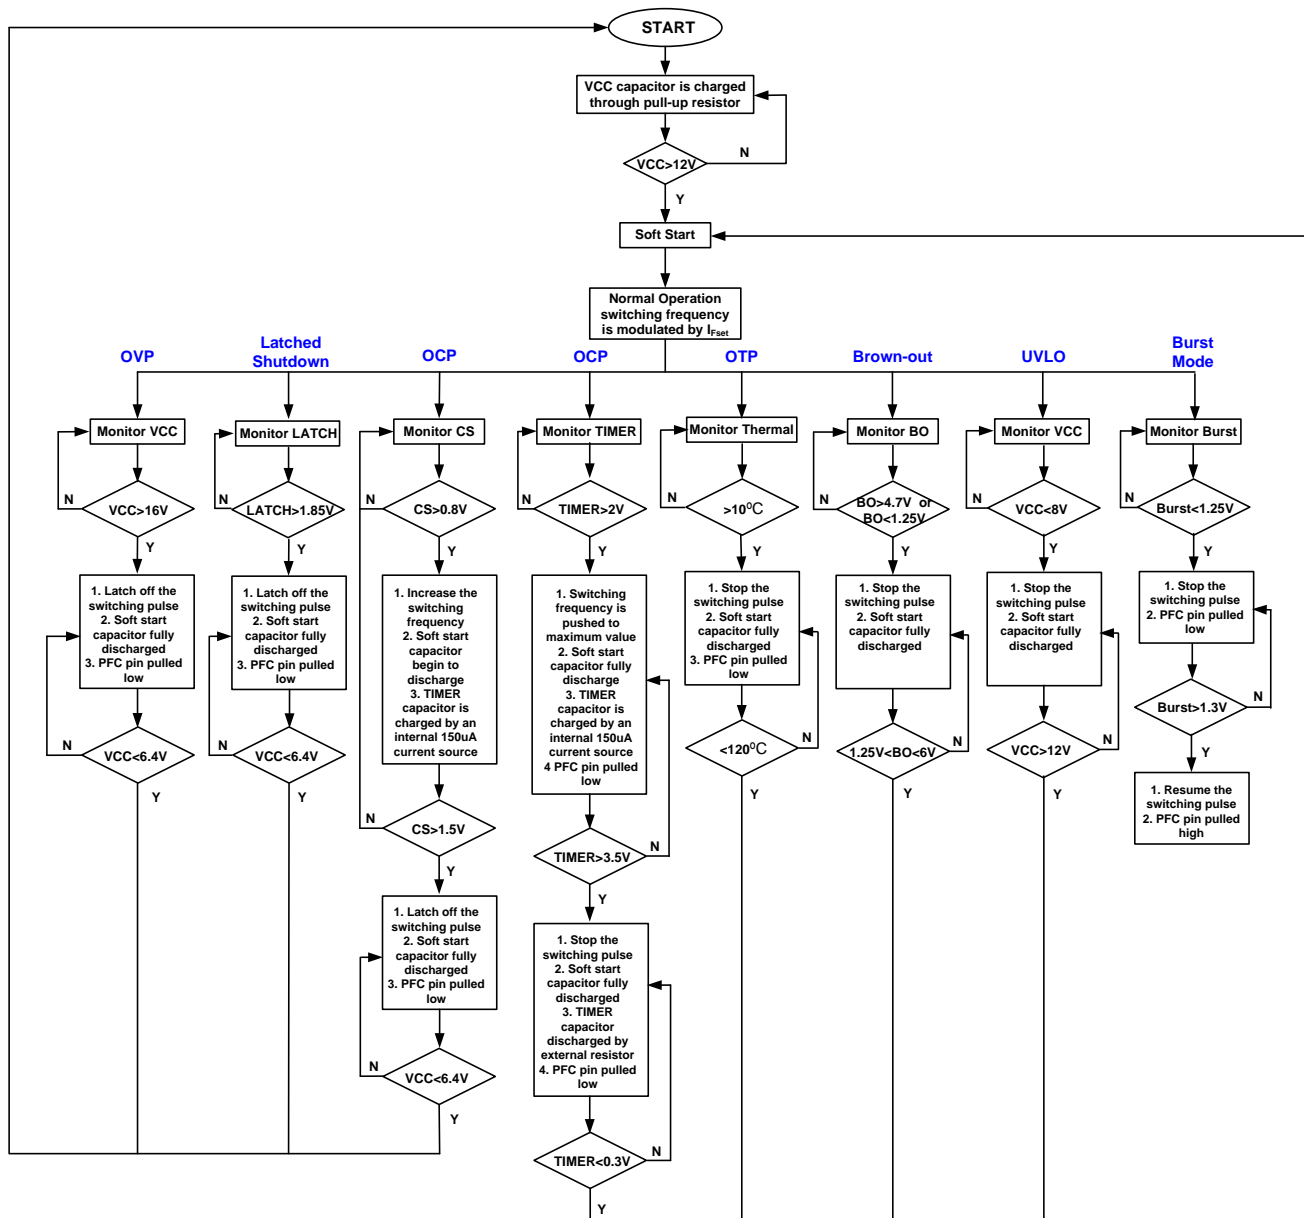 START
VCC capacitor is charged
through pull-up resistor
VCC>12V
N
Y
Soft Start
Normal Operation
switching frequency
is modulated by IFset
OVP
Latched
Shutdown
OCP
OCP
OTP
Brown-out
UVLO
Burst
Mode
Monitor VCC
Monitor LATCH
Monitor CS
Monitor TIMER
Monitor Thermal
Monitor BO
Monitor VCC
Monitor Burst
N
VCC>16V
Y
N
LATCH>1.85V
Y
N
CS>0.8V
Y
N
TIMER>2V
Y
N
>10℃
Y
N
BO>4.7V or
BO<1.25V
Y
N
VCC<8V
Y
N
Burst<1.25V
Y
1. Latch off the
switching pulse
2. Soft start
capacitor fully
discharged
3. PFC pin pulled
low
N
VCC<6.4V
Y
1. Latch off the
switching pulse
2. Soft start
capacitor fully
discharged
3. PFC pin pulled
low
N
VCC<6.4V
Y
1. Increase the
switching
frequency
2. Soft start
capacitor
begin to
discharge
3. TIMER
capacitor is
charged by an
internal 150uA
current source
N
CS>1.5V
Y
1. Latch off the
switching pulse
2. Soft start
capacitor fully
discharged
3. PFC pin pulled
low
N
VCC<6.4V
Y
1. Switching
frequency is
pushed to
maximum value
2. Soft start
capacitor fully
discharge
3. TIMER
capacitor is
charged by an
internal 150uA
current source
4 PFC pin pulled
low
TIMER>3.5V
N
Y
1. Stop the
switching pulse
2. Soft start
capacitor fully
discharged
3. TIMER
capacitor
discharged by
external resistor
4. PFC pin pulled
low
TIMER<0.3V
N
Y
1. Stop the
switching pulse
2. Soft start
capacitor fully
discharged
3. PFC pin pulled
low
<120℃
N
Y
1. Stop the
switching pulse
2. Soft start
capacitor fully
discharged
1.25V<BO<6V
N
Y
1. Stop the
switching pulse
2. Soft start
capacitor fully
discharged
VCC>12V
N
Y
1. Stop the
switching pulse
2. PFC pin pulled
low
Burst>1.3V
N
Y
1. Resume the
switching pulse
2. PFC pin pulled
high